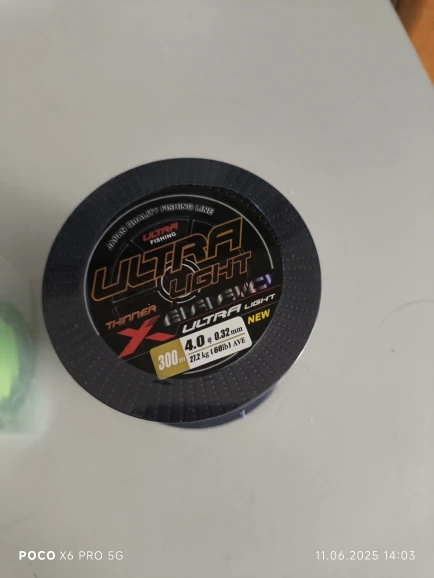 JAPAN QUALITY FISHING LINE
ULTRA
FISHING
ULTRA
LIGHT
THINNER
X
ULTRA LIGHT
NEW
300m
4.0 φ 0.32mm
27.2 kg (60lb) AVE
POCO X6 PRO 5G
11.06.2025 14:03